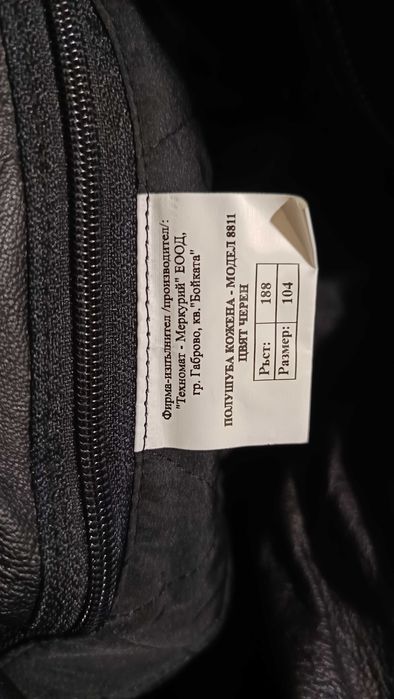 Фирма-изпълнител /производител/:
"Техномат - Меркурий" ЕООД,
гр. Габрово, кв."Бойката"
ПОЛУШУБА КОЖЕНА - МОДЕЛ 8811
ЦВЯТ ЧЕРЕН
Ръст: 188
Размер: 104